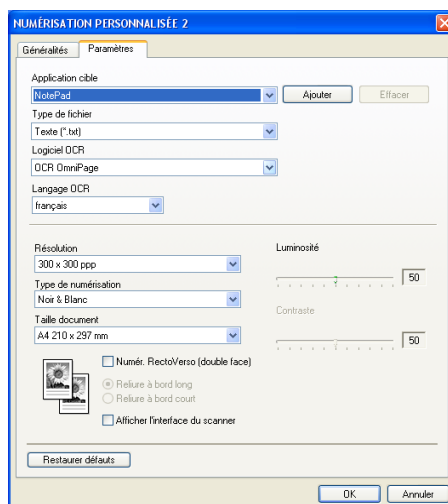 NUMÉRISATION PERSONNALISÉE 2
Généralités Paramètres
Application cible
NotePad Ajouter Effacer
Type de fichier
Texte (*.txt)
Logiciel OCR
OCR OmniPage
Langage OCR
français
Résolution Luminosité
300 x 300 ppp 50
Type de numérisation
Noir & Blanc Contraste
Taille document
A4 210 x 297 mm 50
Numér. RectoVerso (double face)
Reliure à bord long
Reliure à bord court
Afficher l'interface du scanner
Restaurer défauts
OK Annuler